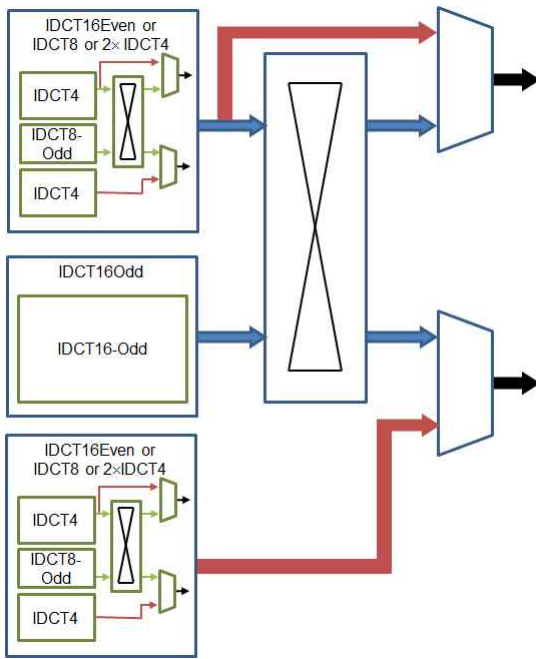 IDCT16Even or
IDCT8 or 2× IDCT4
IDCT4
IDCT8-
Odd
IDCT4
IDCT16Odd
IDCT16-Odd
IDCT16Even or
IDCT8 or 2×IDCT4
IDCT4
IDCT8-
Odd
IDCT4